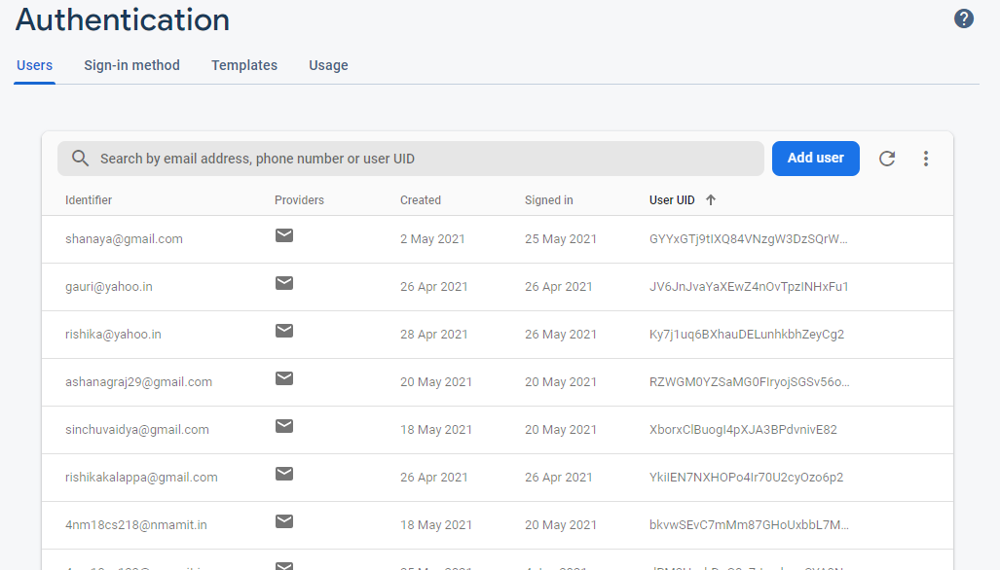 Authentication
Users Sign-in method Templates Usage
Search by email address, phone number or user UID Add user
Identifier Providers Created Signed in User UID
shanaya@gmail.com 2 May 2021 25 May 2021 GYYxGTj9tIXQ84VNzgW3DzSQrW...
gauri@yahoo.in 26 Apr 2021 26 Apr 2021 JV6JnJvaYaXEwZ4nOvTpzINHxFu1
rishika@yahoo.in 28 Apr 2021 26 May 2021 Ky7j1uq6BXhauDELunhkbhZeyCg2
ashanagraj29@gmail.com 20 May 2021 20 May 2021 RZWGM0YZSaMG0FIryojSGSv56o...
sinchuvaidya@gmail.com 18 May 2021 20 May 2021 XborxClBuogI4pXJA3BPdvnivE82
rishikakalappa@gmail.com 26 Apr 2021 26 Apr 2021 YkiIEN7NXHOPo4Ir70U2cyOzo6p2
4nm18cs218@nmamit.in 18 May 2021 20 May 2021 bkvwSEvC7mMm87GHoUxbbL7M...